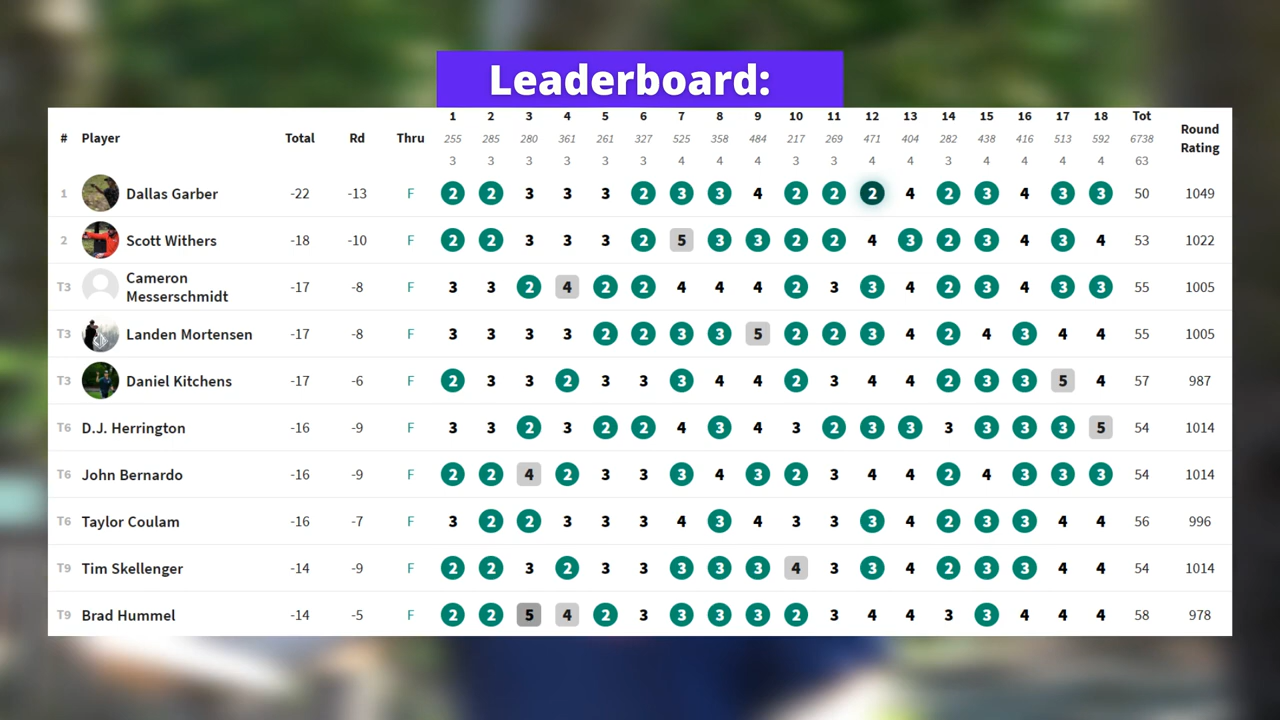 Leaderboard:
1 2 3 4 5 6 7 8 9 10 11 12 13 14 15 16 17 18 Tot
# Player Total Rd Thru 255 285 280 361 261 327 525 358 484 217 269 471 404 282 438 416 513 592 6738 Round Rating
3 3 3 3 3 3 4 4 4 3 3 4 4 3 4 4 4 4 63
1 Dallas Garber -22 -13 F 2 2 3 3 3 2 3 3 4 2 2 2 4 2 3 4 3 3 50 1049
2 Scott Withers -18 -10 F 2 2 3 3 3 2 5 3 3 2 2 4 3 2 3 4 3 4 53 1022
T3 Cameron Messerschmidt -17 -8 F 3 3 2 4 2 2 4 4 4 2 3 3 4 2 3 4 3 3 55 1005
T3 Landen Mortensen -17 -8 F 3 3 3 3 2 2 3 3 5 2 2 3 4 2 4 3 4 4 55 1005
T3 Daniel Kitchens -17 -6 F 2 3 3 2 3 3 3 4 4 2 3 4 4 2 3 3 5 4 57 987
T6 D.J. Herrington -16 -9 F 3 3 2 3 2 2 4 3 4 3 2 3 3 3 3 3 3 5 54 1014
T6 John Bernardo -16 -9 F 2 2 4 2 3 3 3 4 3 2 3 4 4 2 4 3 3 3 54 1014
T6 Taylor Coulam -16 -7 F 3 2 2 3 3 3 4 3 4 3 3 3 4 2 3 3 4 4 56 996
T9 Tim Skellenger -14 -9 F 2 2 3 2 3 3 3 3 3 4 3 3 4 2 3 3 4 4 54 1014
T9 Brad Hummel -14 -5 F 2 2 5 4 2 3 3 3 3 2 3 4 4 3 3 4 4 4 58 978